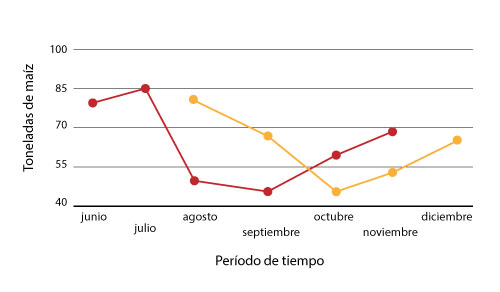 100
85
70
55
40
Toneladas de maíz
junio
julio
agosto
septiembre
octubre
noviembre
diciembre
Período de tiempo